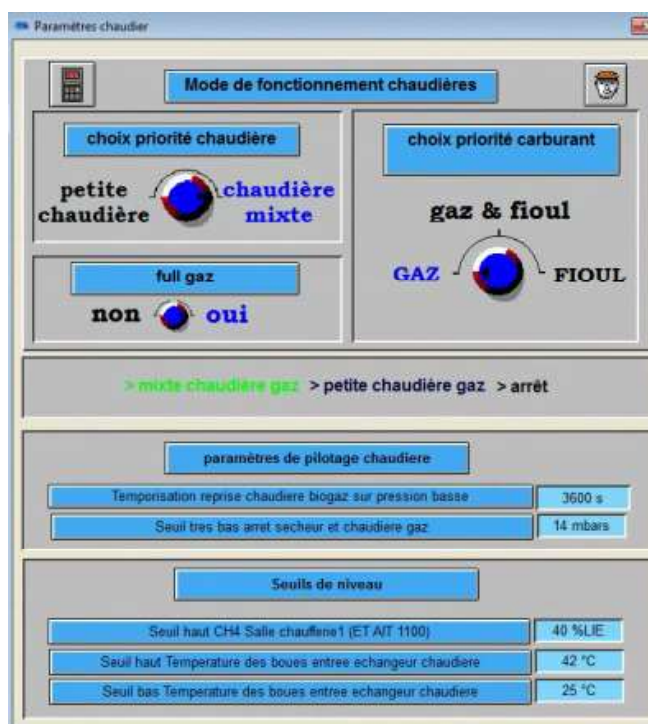 Paramètres chaudier
Mode de fonctionnement chaudières
choix priorité chaudière
petite chaudière
chaudière mixte
full gaz
non oui
choix priorité carburant
gaz & fioul
GAZ FIOUL
> mixte chaudière gaz > petite chaudière gaz > arrêt
paramètres de pilotage chaudiere
Temporisation reprise chaudiere biogaz sur pression basse 3600 s
Seuil tres bas arret secheur et chaudiere gaz 14 mbars
Seuils de niveau
Seuil haut CH4 Salle chaufferie1 (ET AIT 1100) 40 %LIE
Seuil haut Temperature des boues entree echangeur chaudiere 42 °C
Seuil bas Temperature des boues entree echangeur chaudiere 25 °C